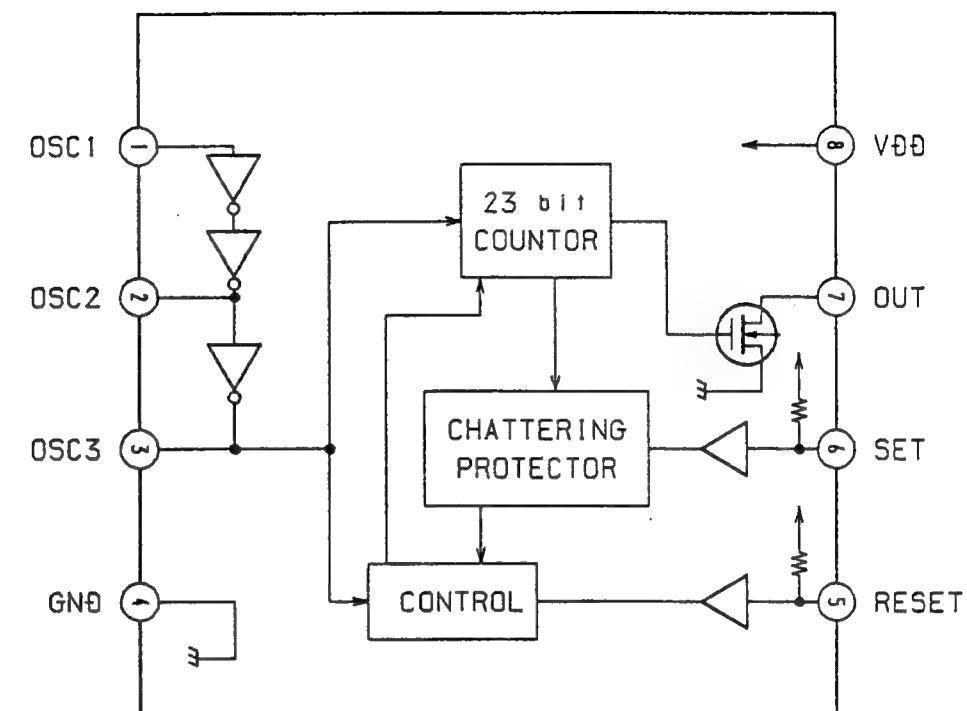 OSC1
1
OSC2
2
OSC3
3
GND
4
23 bit
COUNTOR
CHATTERING
PROTECTOR
CONTROL
8
VDD
7
OUT
6
SET
5
RESET